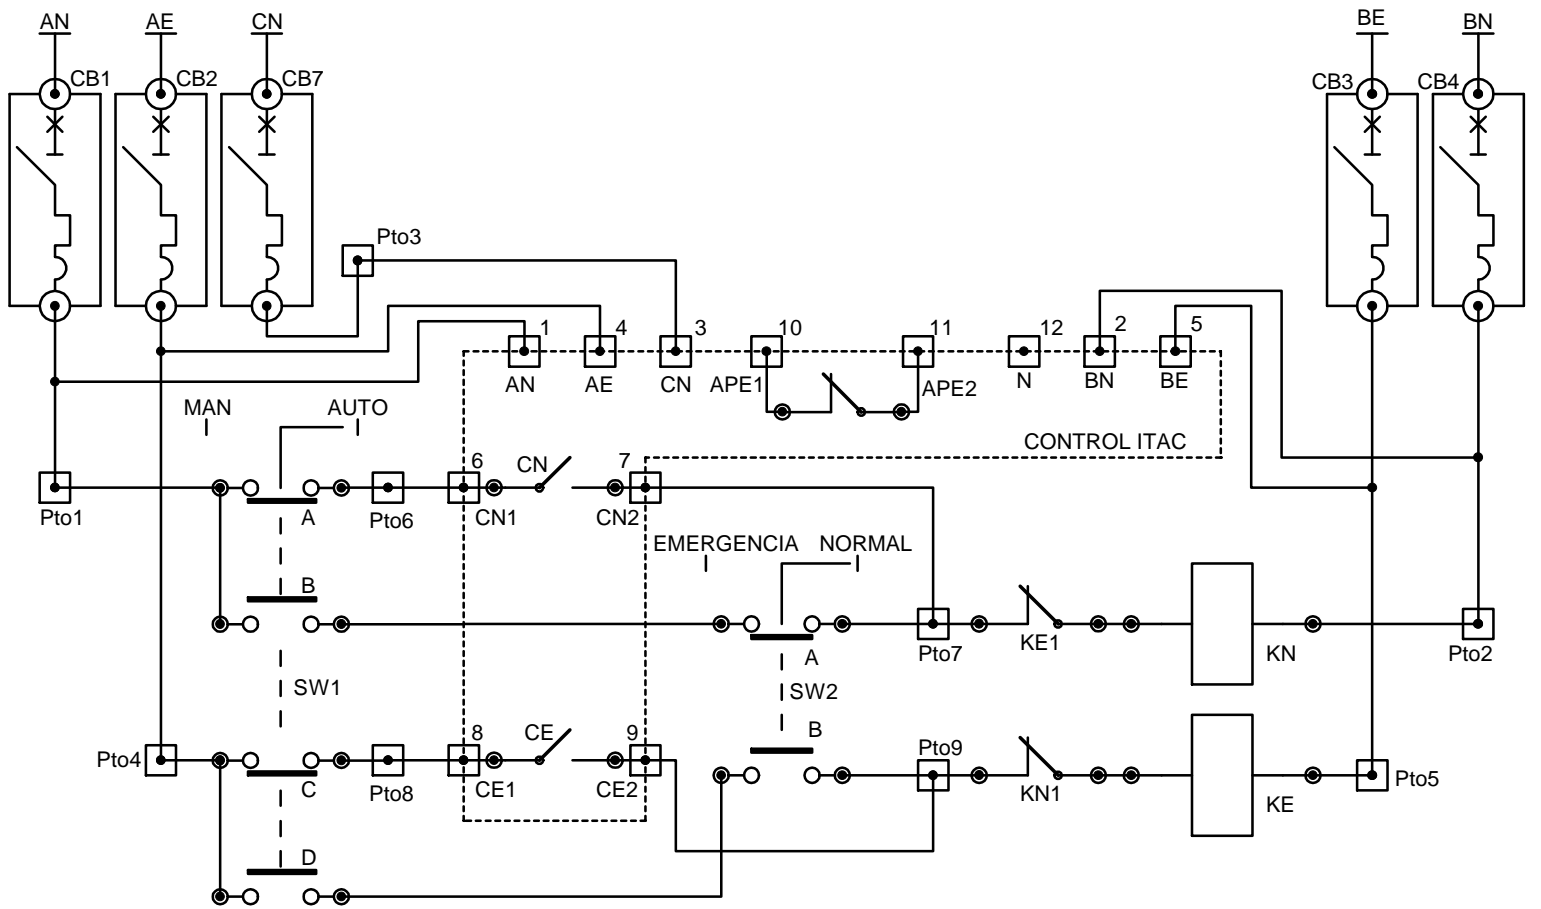 AN AE CN BE BN
CB1 CB2 CB7 CB3 CB4
Pto3
1 4 3 10 11 12 2 5
AN AE CN APE1 APE2 N BN BE
MAN AUTO
CONTROL ITAC
6 CN 7
Pto1 A Pto6 CN1 CN2
EMERGENCIA NORMAL
B
A Pto7 KE1 KN Pto2
SW1 SW2
8 CE 9 B Pto9
Pto4 Pto5
C Pto8 CE1 CE2 KN1 KE
D